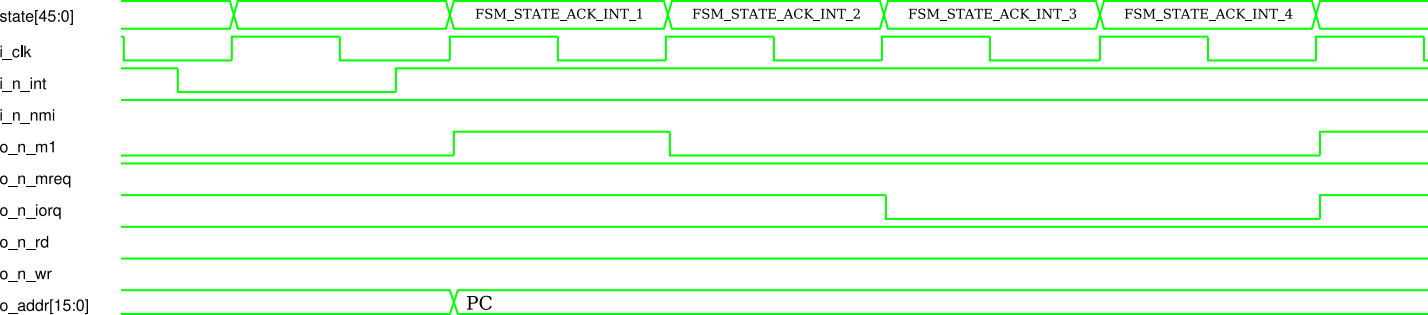 state[45:0] FSM_STATE_ACK_INT_1 FSM_STATE_ACK_INT_2 FSM_STATE_ACK_INT_3 FSM_STATE_ACK_INT_4
i_clk
i_n_int
i_n_nmi
o_n_m1
o_n_mreq
o_n_iorq
o_n_rd
o_n_wr
o_addr[15:0] PC